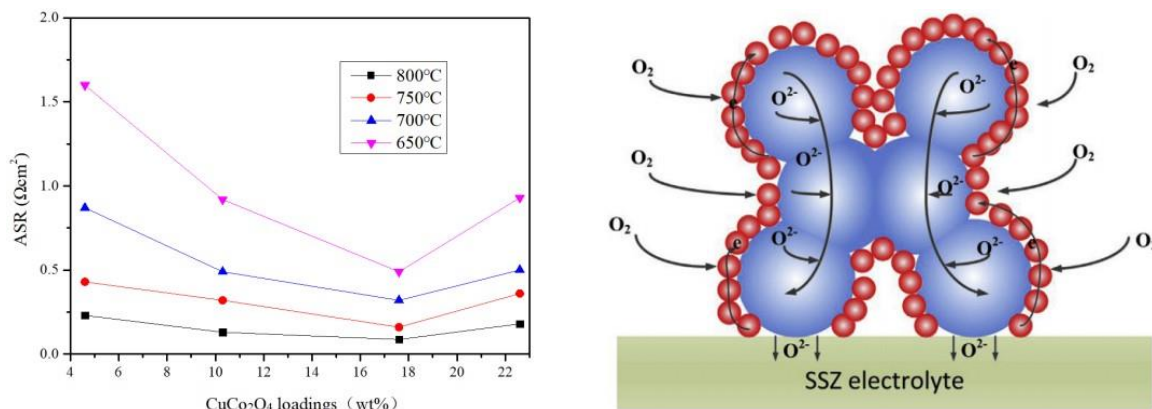 2.0
1.5
1.0
0.5
0.0
ASR (Ωcm²)
800℃
750℃
700℃
650℃
4 6 8 10 12 14 16 18 20 22
CuCo₂O₄ loadings（wt%）
O₂
O₂
O₂
O₂
O₂
O₂
e
e
e
e
O²⁻
O²⁻
O²⁻
O²⁻
O²⁻
O²⁻
O²⁻ O²⁻
SSZ electrolyte